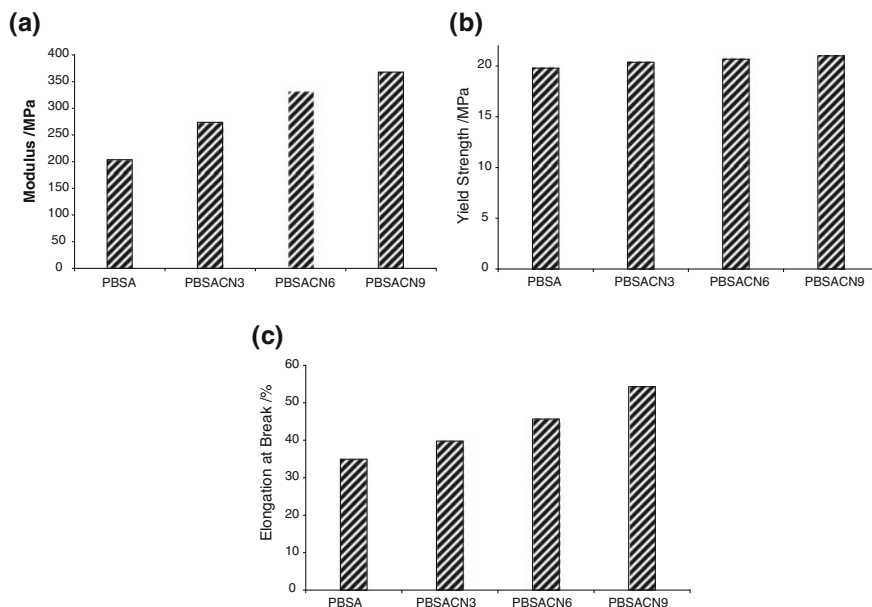 (a)
Modulus /MPa
400
350
300
250
200
150
100
50
0
PBSA PBSACN3 PBSACN6 PBSACN9
(b)
Yield Strength /MPa
20
15
10
5
0
PBSA PBSACN3 PBSACN6 PBSACN9
(c)
Elongation at Break /%
60
50
40
30
20
10
0
PBSA PBSACN3 PBSACN6 PBSACN9